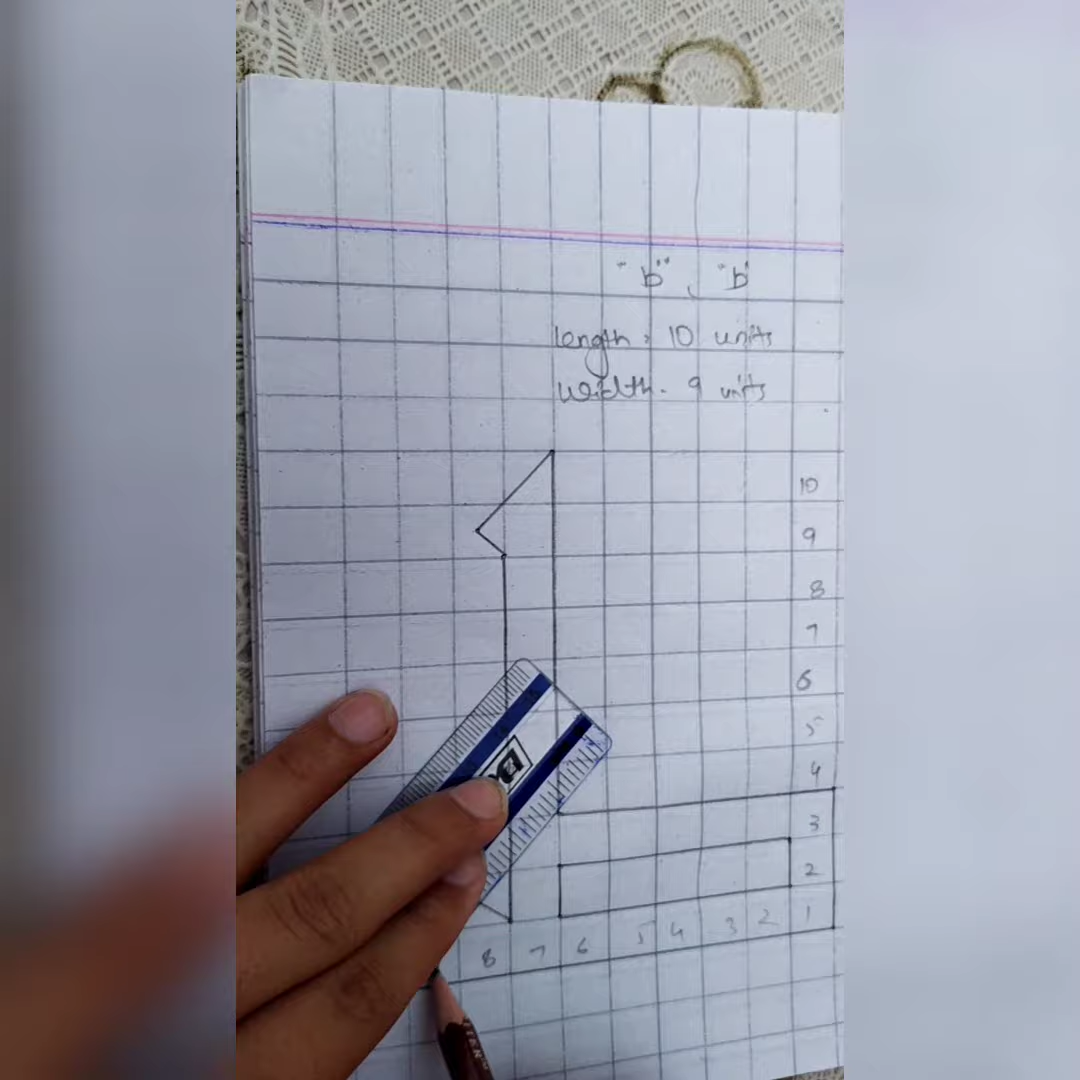 "b", "b"
length = 10 units
width - 9 units
10
9
8
7
6
5
4
3
2
8 7 6 5 4 3 2 1